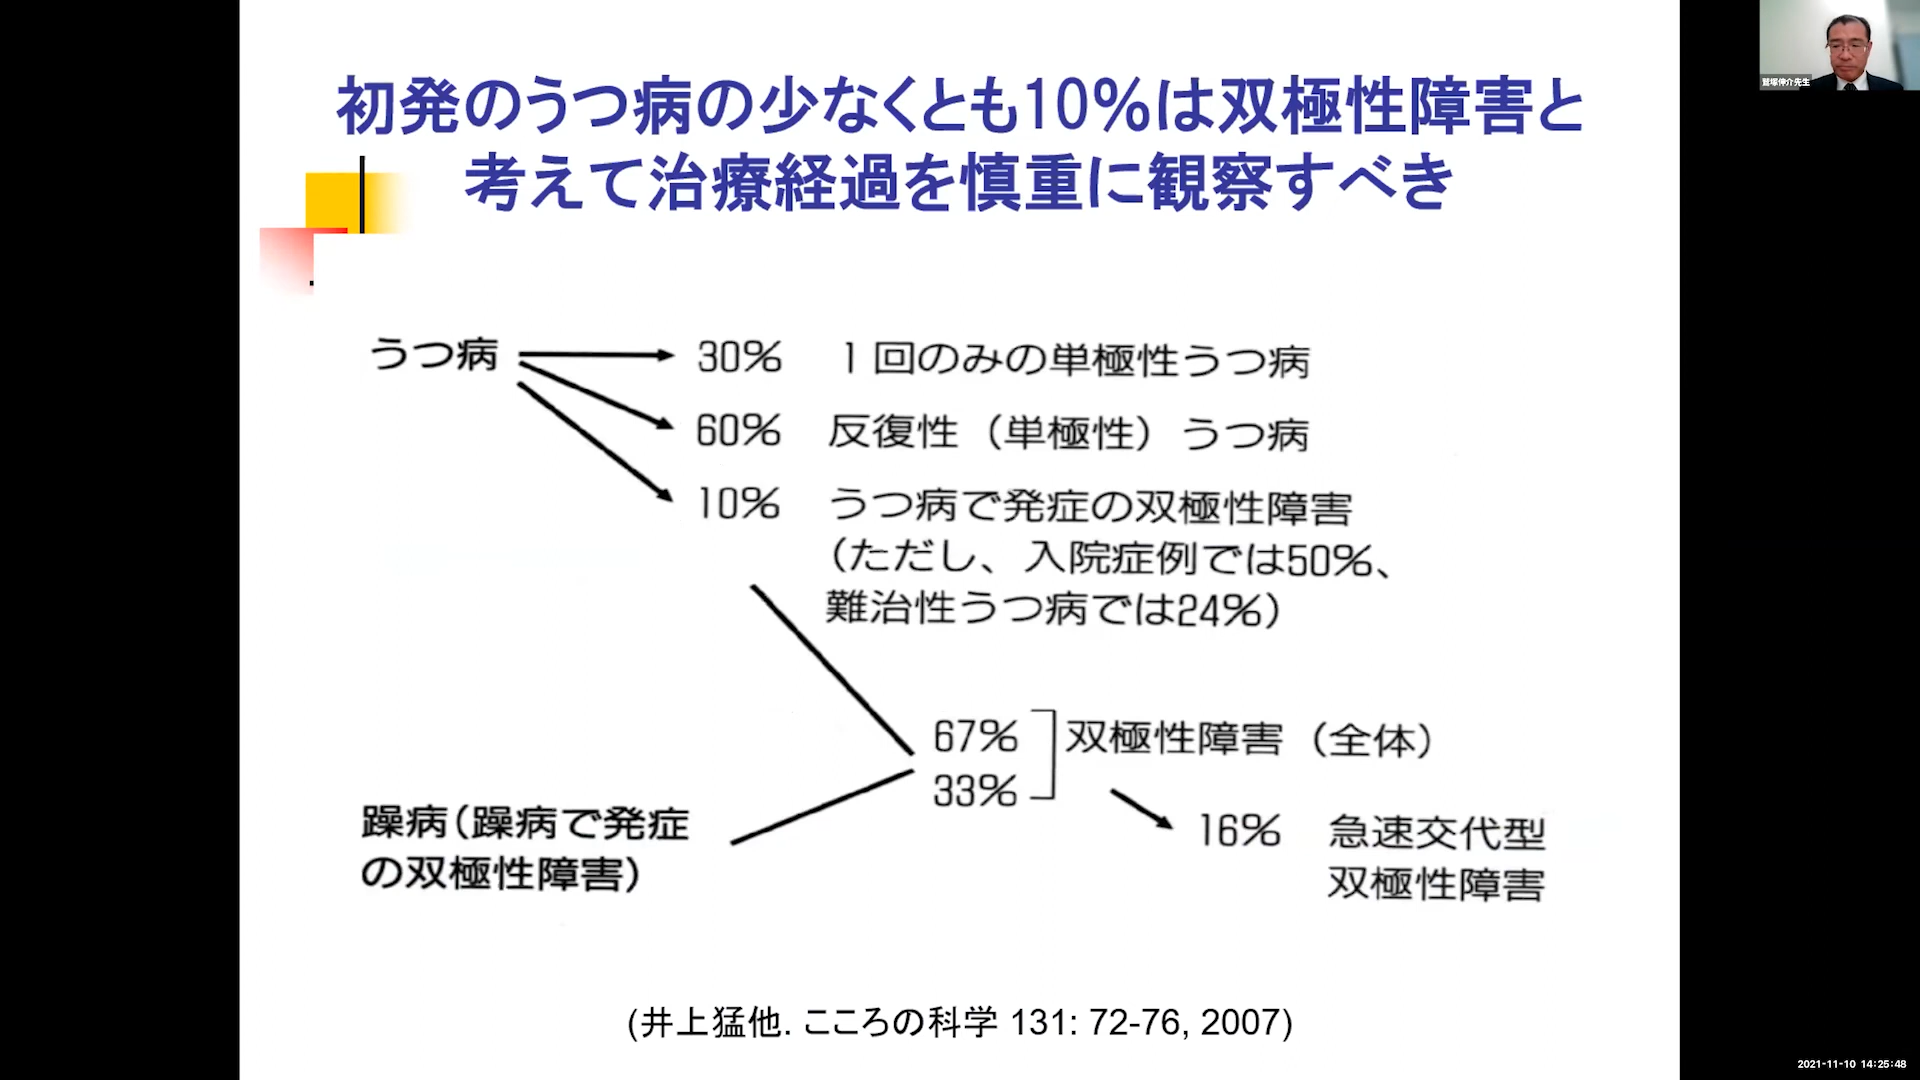 初発のうつ病の少なくとも10%は双極性障害と
考えて治療経過を慎重に観察すべき
うつ病
30% 1回のみの単極性うつ病
60% 反復性（単極性）うつ病
10% うつ病で発症の双極性障害
（ただし、入院症例では50%、
難治性うつ病では24%）
67%
33%
双極性障害（全体）
躁病（躁病で発症
の双極性障害）
16% 急速交代型
双極性障害
(井上猛他. こころの科学 131: 72-76, 2007)
鷲塚伸介先生
2021-11-10 14:25:48